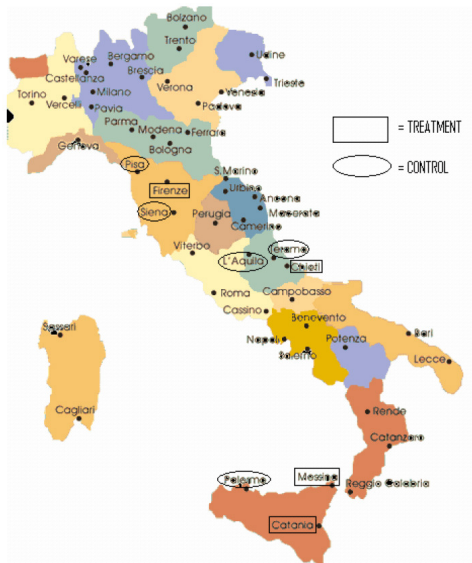 Bolzano
Trento
Udine
Varese
Bergamo
Castellanza
Brescia
Verona
Venezia
Trieste
Torino
Vercelli
Milano
Pavia
Padova
Parma
Modena
Ferrara
Bologna
Genova
Pisa
Firenze
Siena
S.Marino
Urbino
Ancona
Macerata
Camerino
Perugia
Viterbo
L'Aquila
Teramo
Chieti
Roma
Campobasso
Cassino
Benevento
Napoli
Salerno
Potenza
Bari
Lecce
Sassari
Cagliari
Rende
Catanzaro
Palermo
Messina
Reggio Calabria
Catania
= TREATMENT
= CONTROL